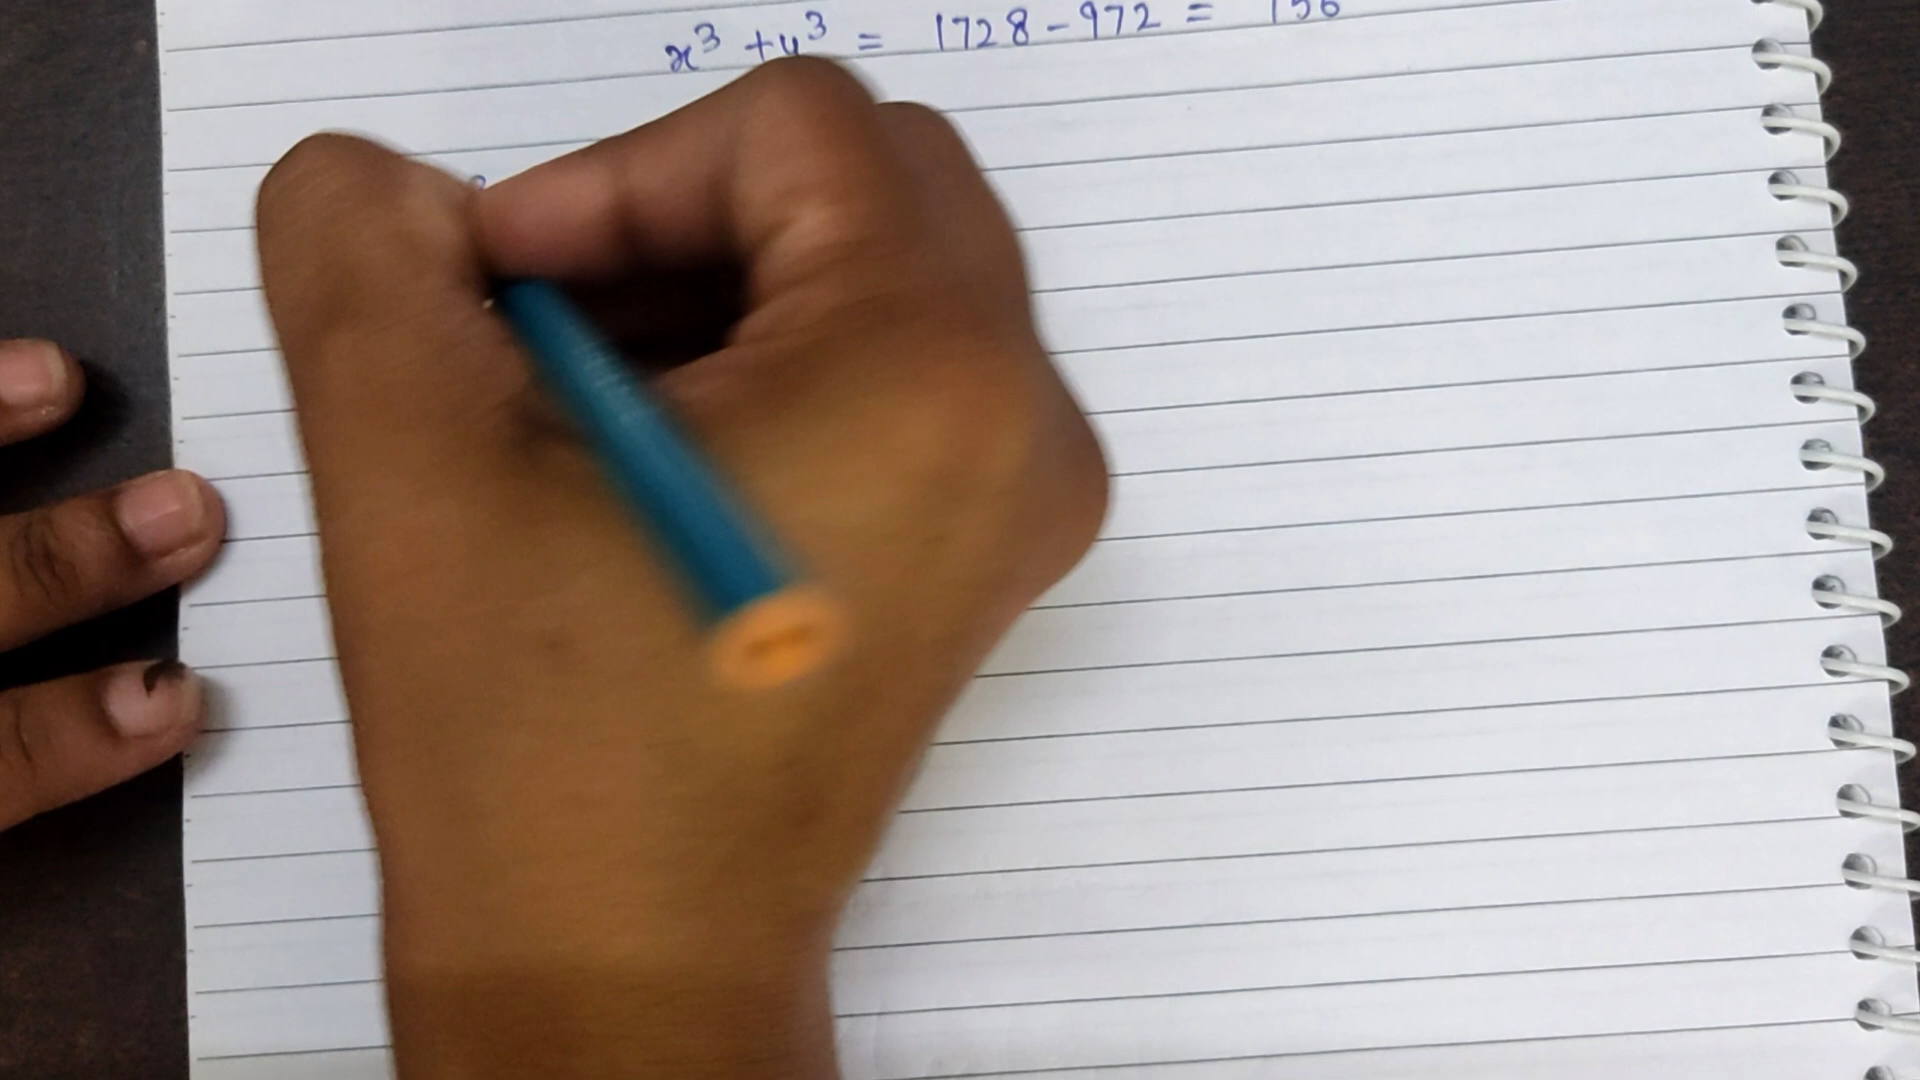 x³ + y³ = 1728 - 972 = 756